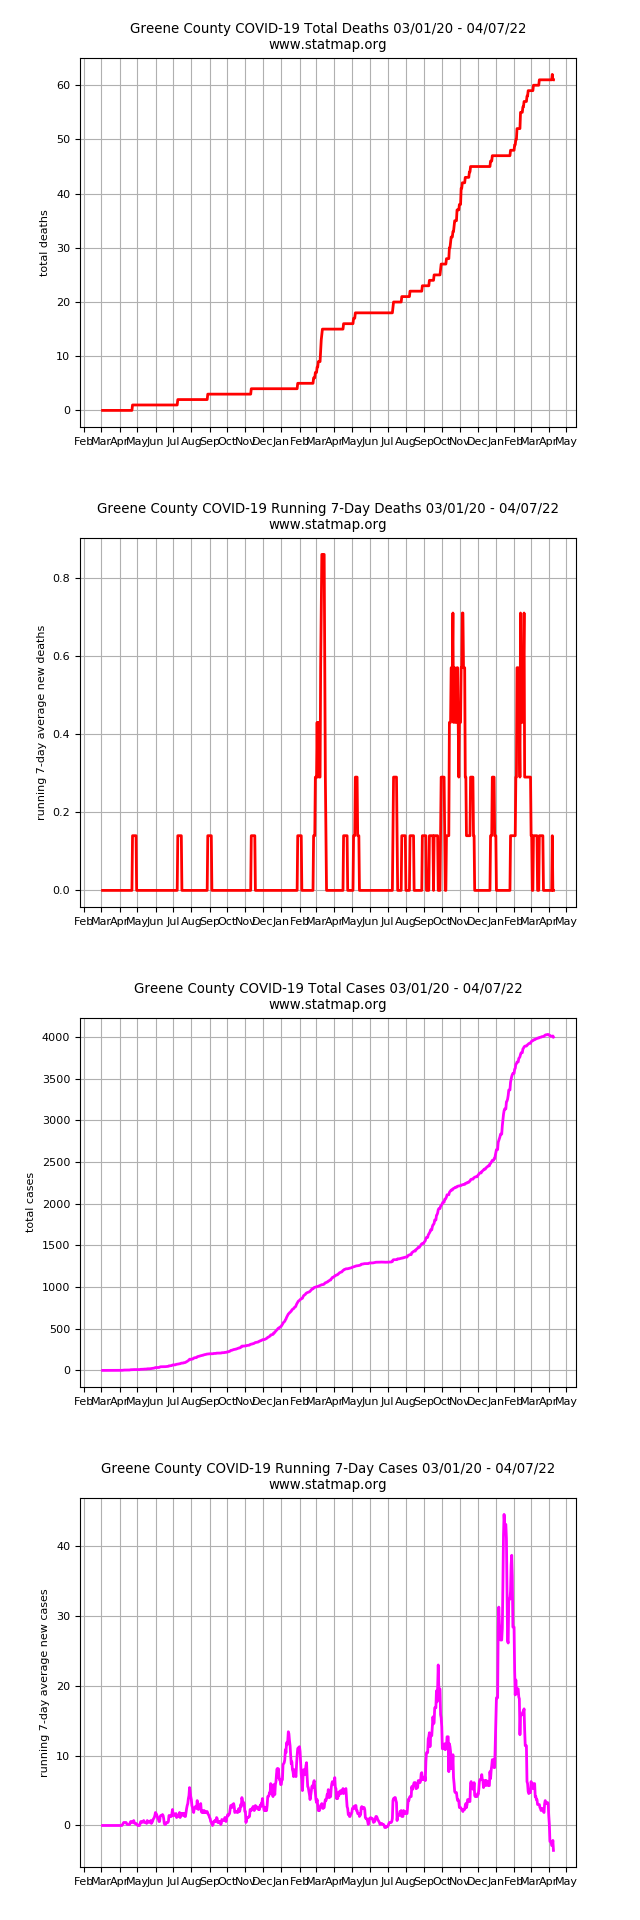 Greene County COVID-19 Total Deaths 03/01/20 - 04/07/22
www.statmap.org
60
50
40
30
20
10
0
total deaths
Feb Mar Apr May Jun Jul Aug Sep Oct Nov Dec Jan Feb Mar Apr May Jun Jul Aug Sep Oct Nov Dec Jan Feb Mar Apr May
Greene County COVID-19 Running 7-Day Deaths 03/01/20 - 04/07/22
www.statmap.org
0.8
0.6
0.4
0.2
0.0
running 7-day average new deaths
Feb Mar Apr May Jun Jul Aug Sep Oct Nov Dec Jan Feb Mar Apr May Jun Jul Aug Sep Oct Nov Dec Jan Feb Mar Apr May
Greene County COVID-19 Total Cases 03/01/20 - 04/07/22
www.statmap.org
4000
3500
3000
2500
2000
1500
1000
500
0
total cases
Feb Mar Apr May Jun Jul Aug Sep Oct Nov Dec Jan Feb Mar Apr May Jun Jul Aug Sep Oct Nov Dec Jan Feb Mar Apr May
Greene County COVID-19 Running 7-Day Cases 03/01/20 - 04/07/22
www.statmap.org
40
30
20
10
0
running 7-day average new cases
Feb Mar Apr May Jun Jul Aug Sep Oct Nov Dec Jan Feb Mar Apr May Jun Jul Aug Sep Oct Nov Dec Jan Feb Mar Apr May